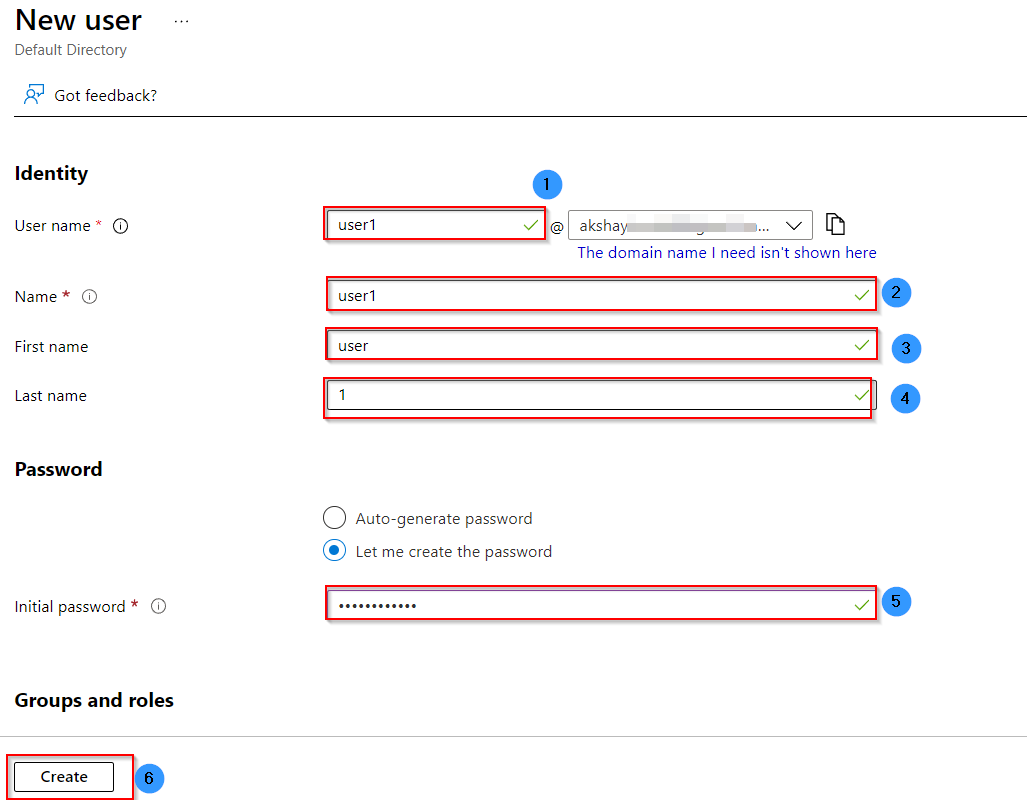 New user ...
Default Directory
Got feedback?
Identity
1
User name * user1 @ akshay ...
The domain name I need isn't shown here
Name * user1 2
First name user 3
Last name 1 4
Password
Auto-generate password
Let me create the password
Initial password * •••••••••••• 5
Groups and roles
Create 6